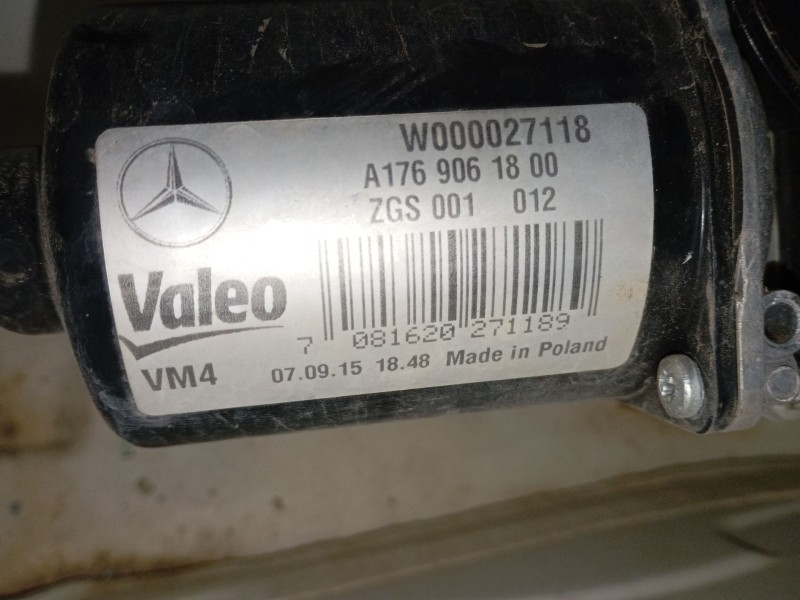 W000027118
A176 906 18 00
ZGS 001 012
Valeo
7 081620 271189
VM4 07.09.15 18.48 Made in Poland